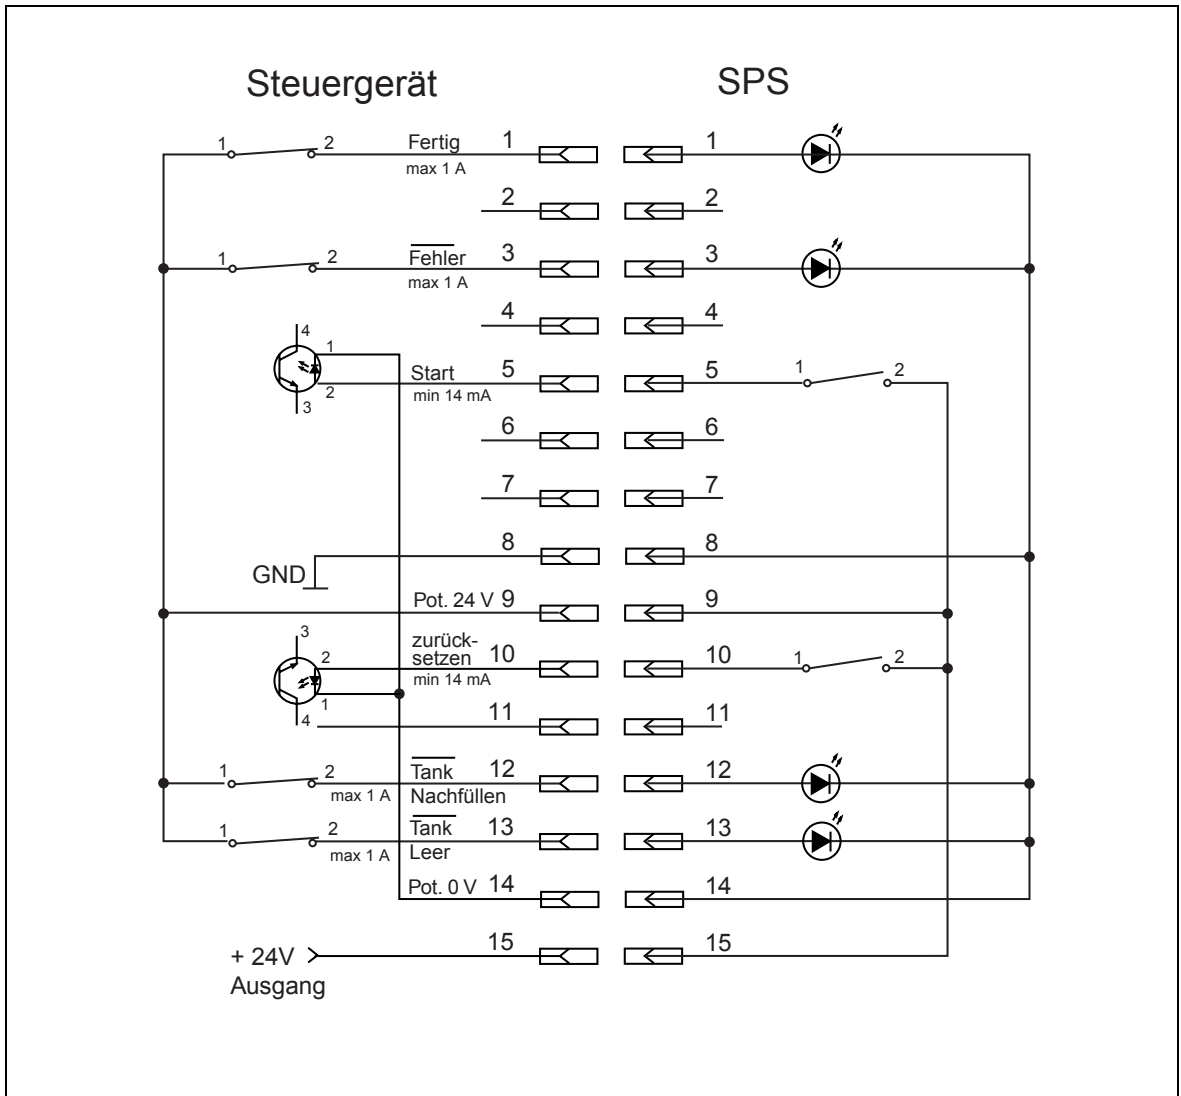 Steuergerät SPS
1 2 Fertig 1 1
max 1 A
2 2
1 2 Fehler 3 3
max 1 A
4 4
4
1
Start 5 5 1 2
2 min 14 mA
3
6 6
7 7
8 8
GND
Pot. 24 V 9 9
3 zurück-
2 setzen 10 10 1 2
min 14 mA
1
4 11 11
1 2 Tank 12 12
max 1 A Nachfüllen
1 2 Tank 13 13
max 1 A Leer
Pot. 0 V 14 14
15 15
+ 24V
Ausgang